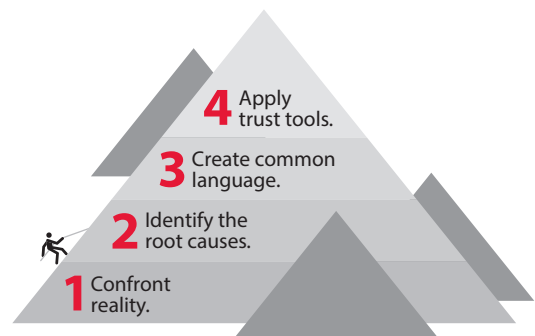 4 Apply
trust tools.
3 Create common
language.
2 Identify the
root causes.
1 Confront
reality.